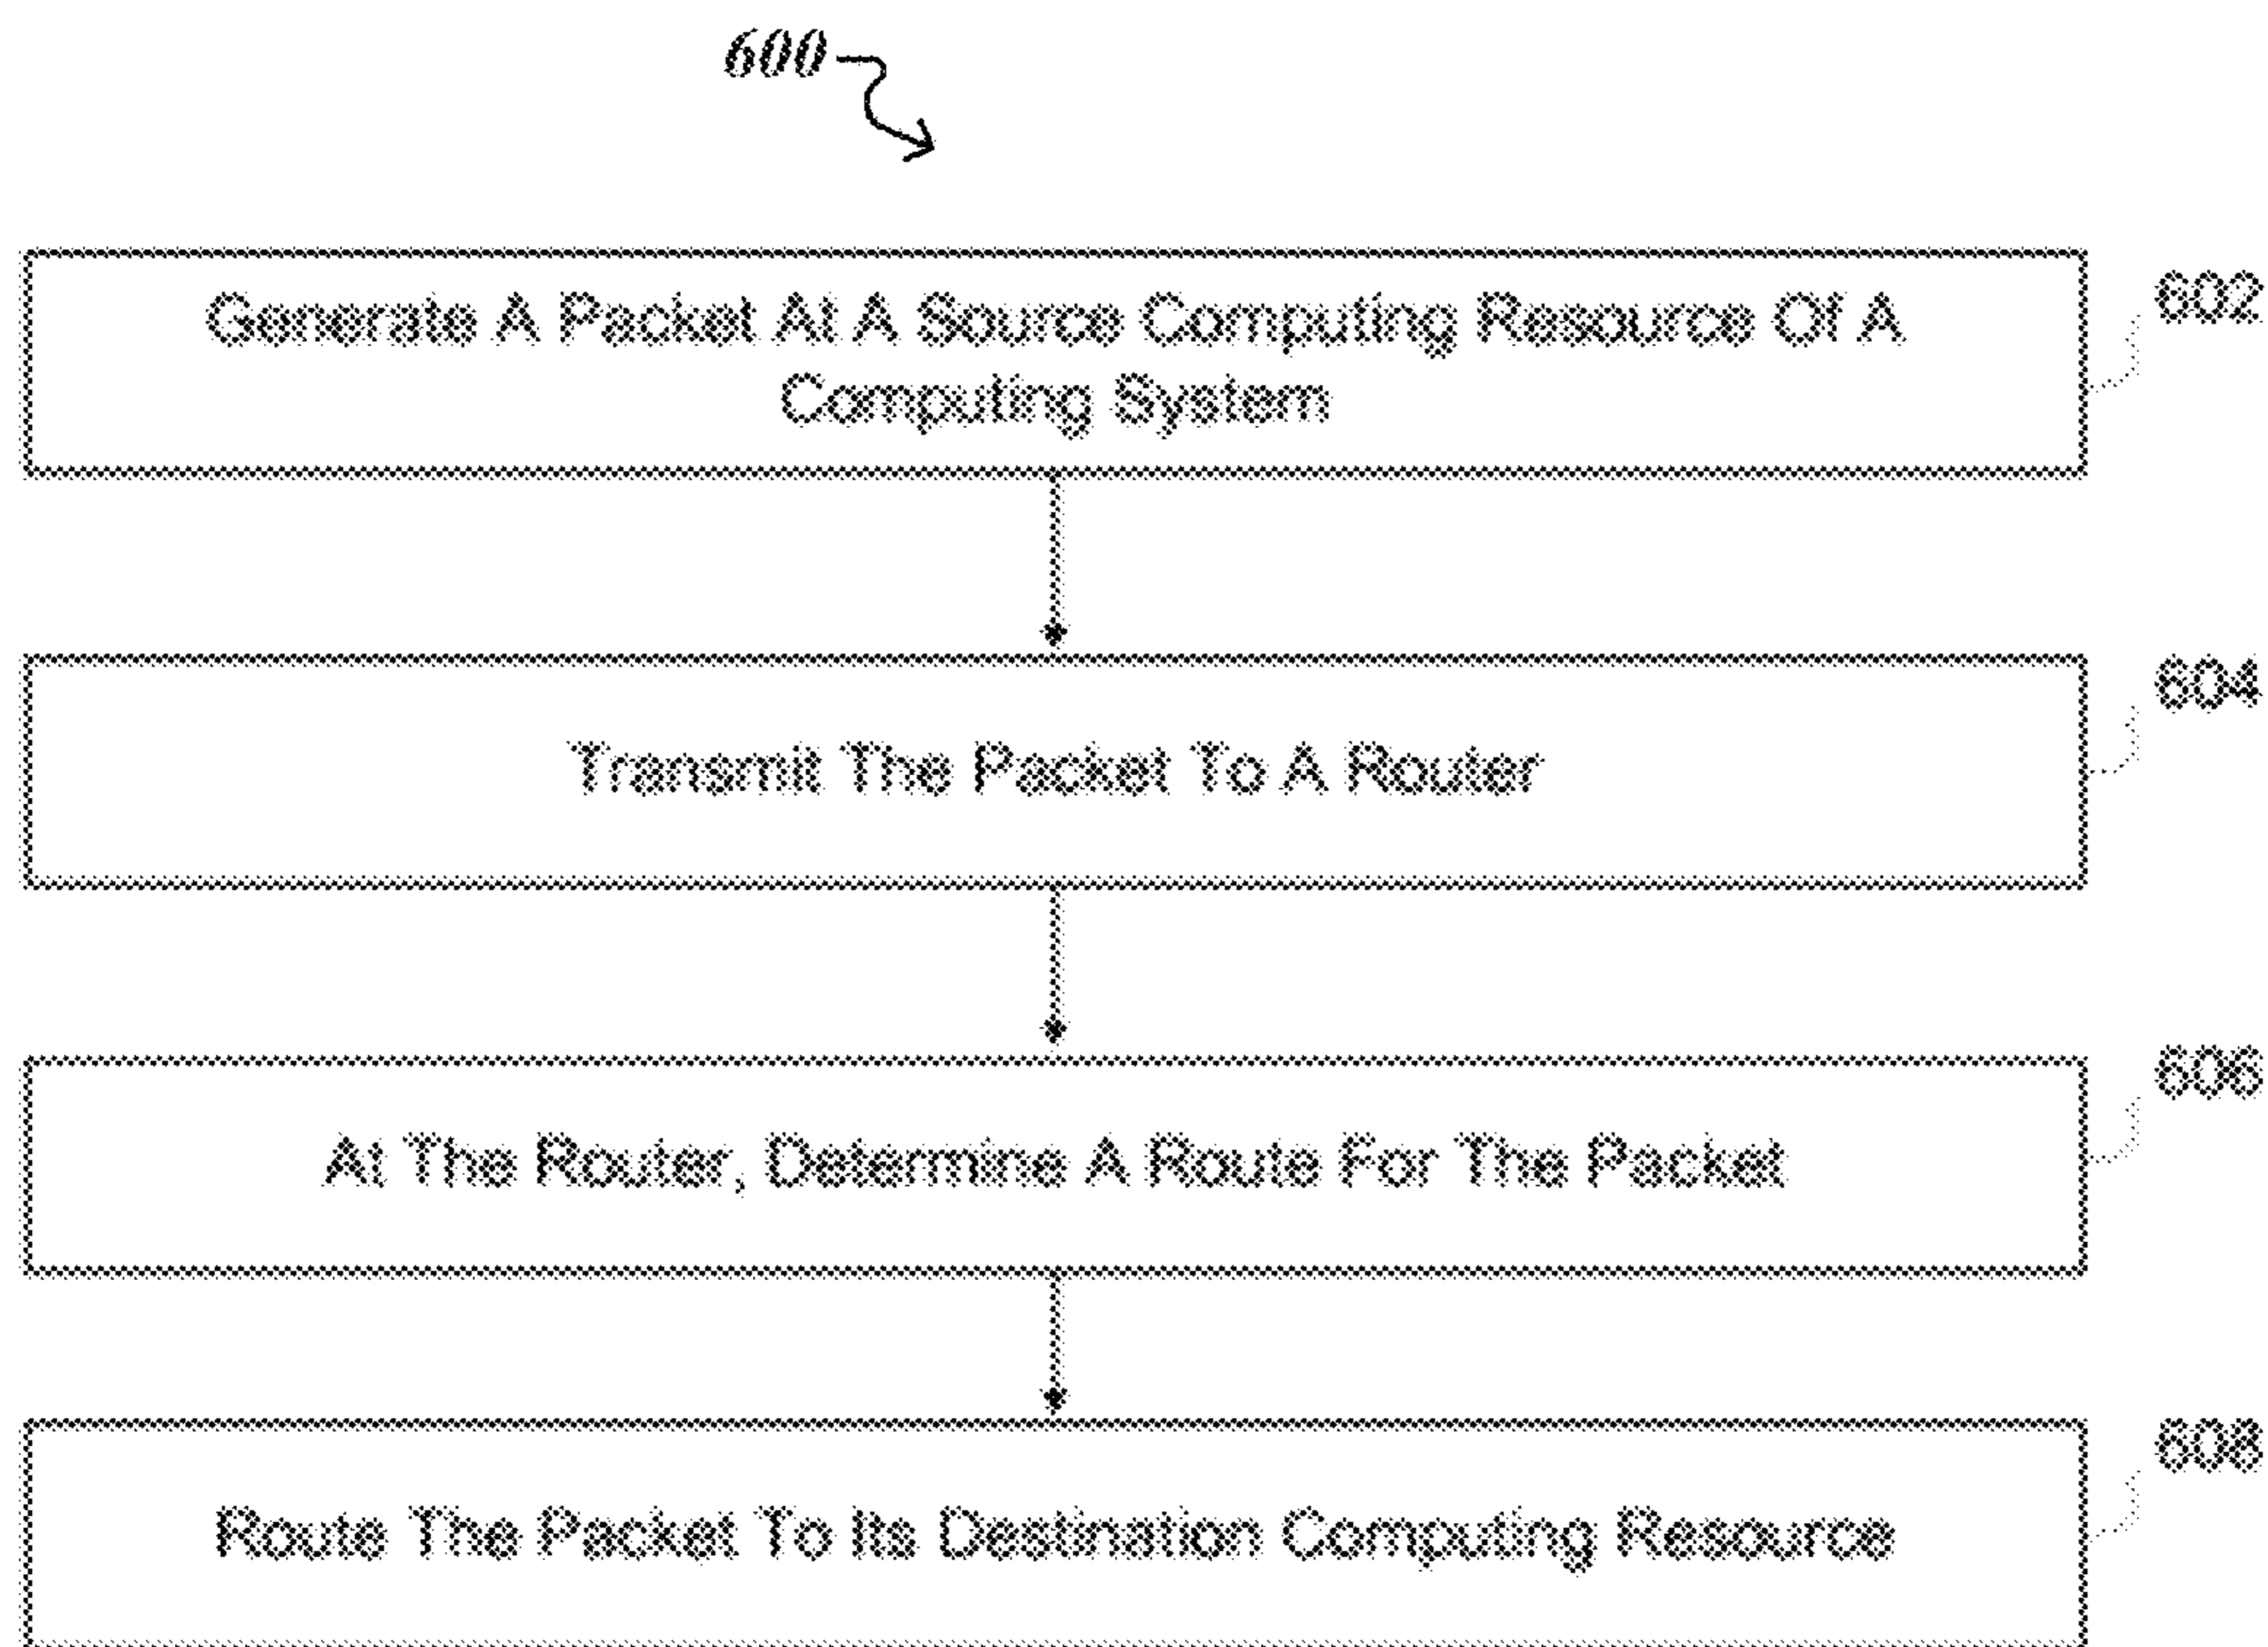 600
Generate A Packet At A Source Computing Resource Of A
Computing System
602
Transmit The Packet To A Router
604
At The Router, Determine A Route For The Packet
606
Route The Packet To Its Destination Computing Resource
608